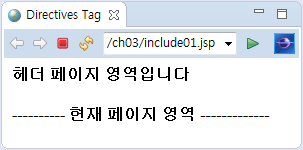 Directives Tag
/ch03/include01.jsp
헤더 페이지 영역입니다
---------- 현재 페이지 영역 -------------